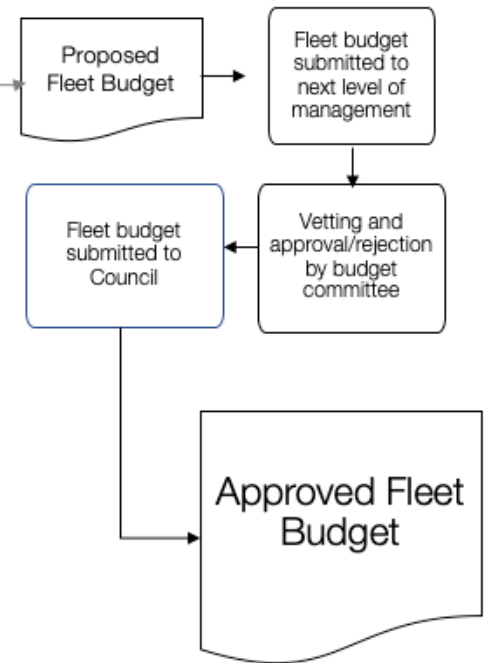 Proposed
Fleet Budget
Fleet budget
submitted to
next level of
management
Vetting and
approval/rejection
by budget
committee
Fleet budget
submitted to
Council
Approved Fleet
Budget